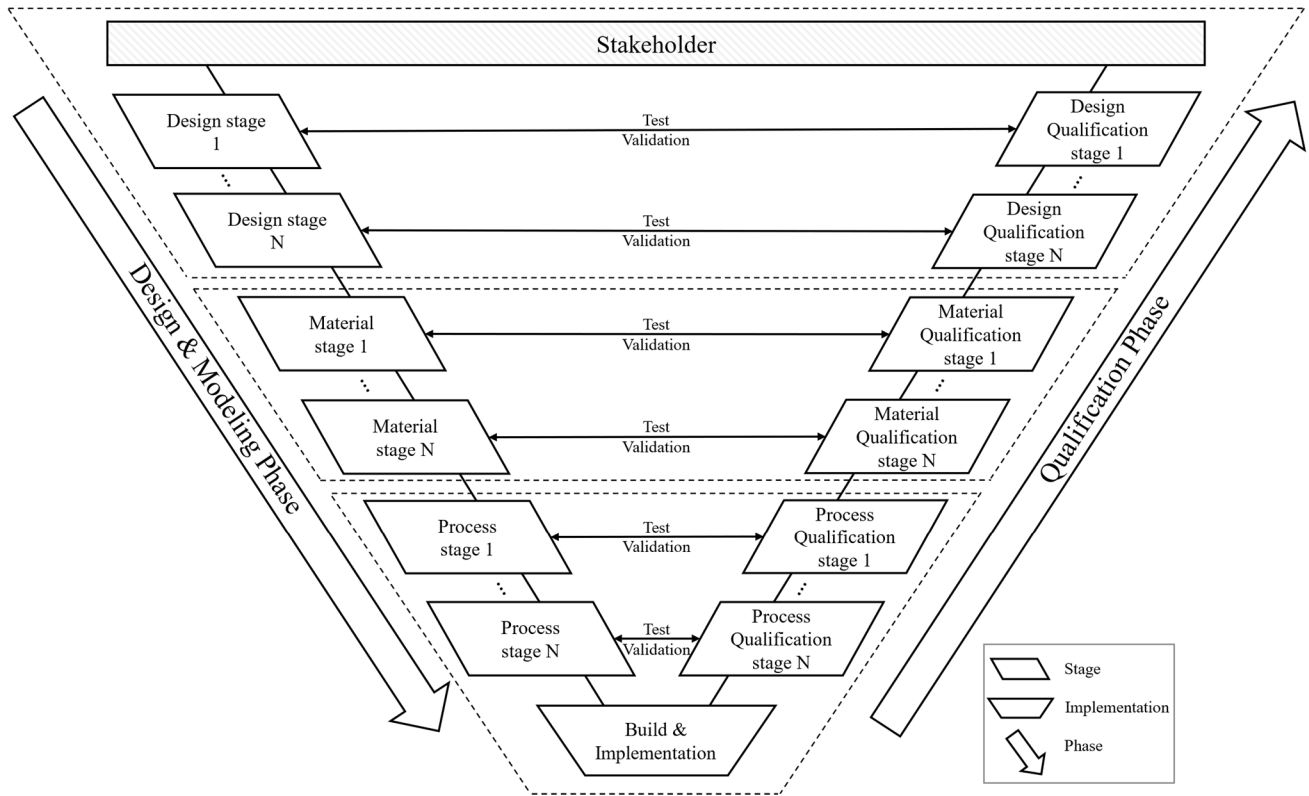 Stakeholder
Design stage
1
Test
Validation
Design
Qualification
stage 1
Design stage
N
Test
Validation
Design
Qualification
stage N
Design & Modeling Phase
Qualification Phase
Material
stage 1
Test
Validation
Material
Qualification
stage 1
Material
stage N
Test
Validation
Material
Qualification
stage N
Process
stage 1
Test
Validation
Process
Qualification
stage 1
Process
stage N
Test
Validation
Process
Qualification
stage N
Build &
Implementation
Stage
Implementation
Phase